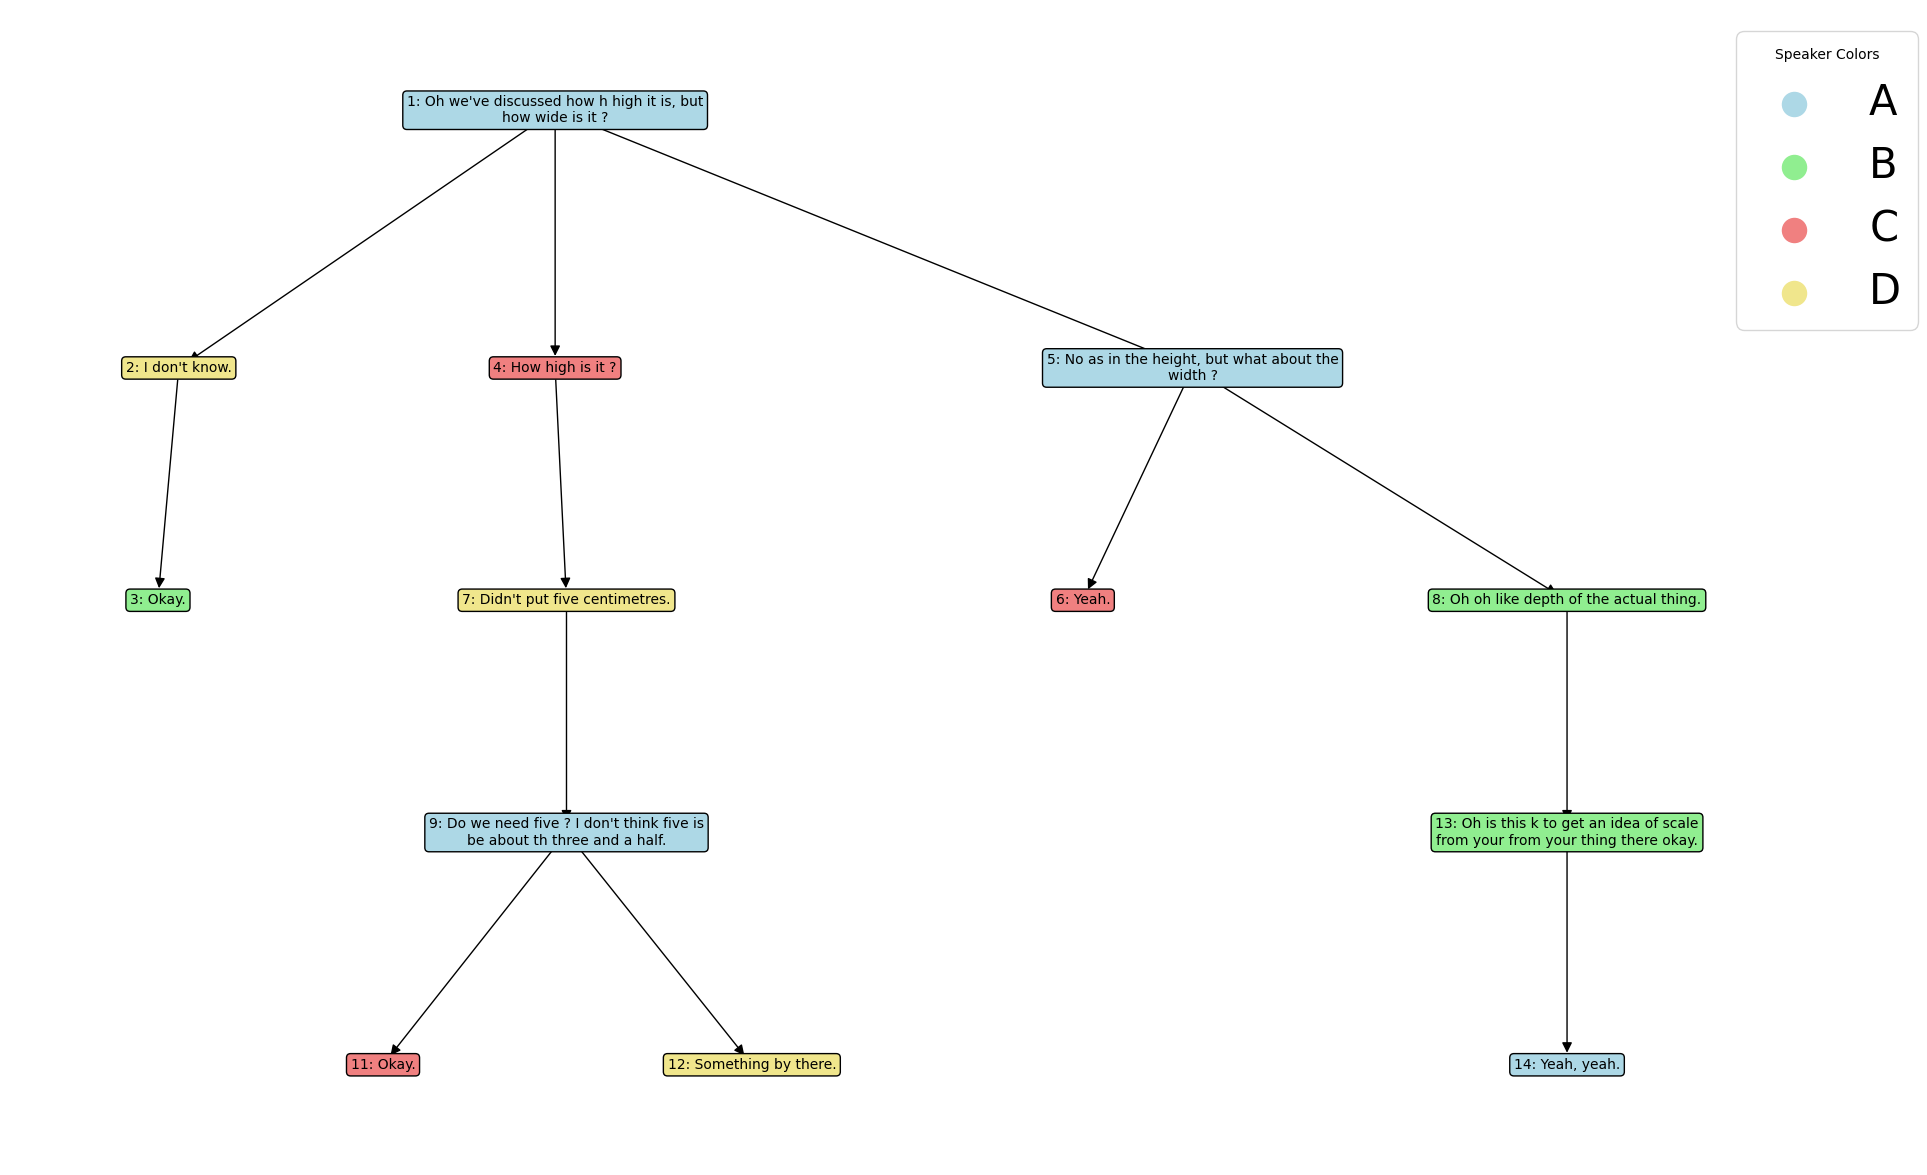 Speaker Colors
A
B
C
D
1: Oh we've discussed how h high it is, but
how wide is it ?
2: I don't know.
4: How high is it ?
5: No as in the height, but what about the
width ?
3: Okay.
7: Didn't put five centimetres.
6: Yeah.
8: Oh oh like depth of the actual thing.
9: Do we need five ? I don't think five is
be about th three and a half.
13: Oh is this k to get an idea of scale
from your from your thing there okay.
11: Okay.
12: Something by there.
14: Yeah, yeah.